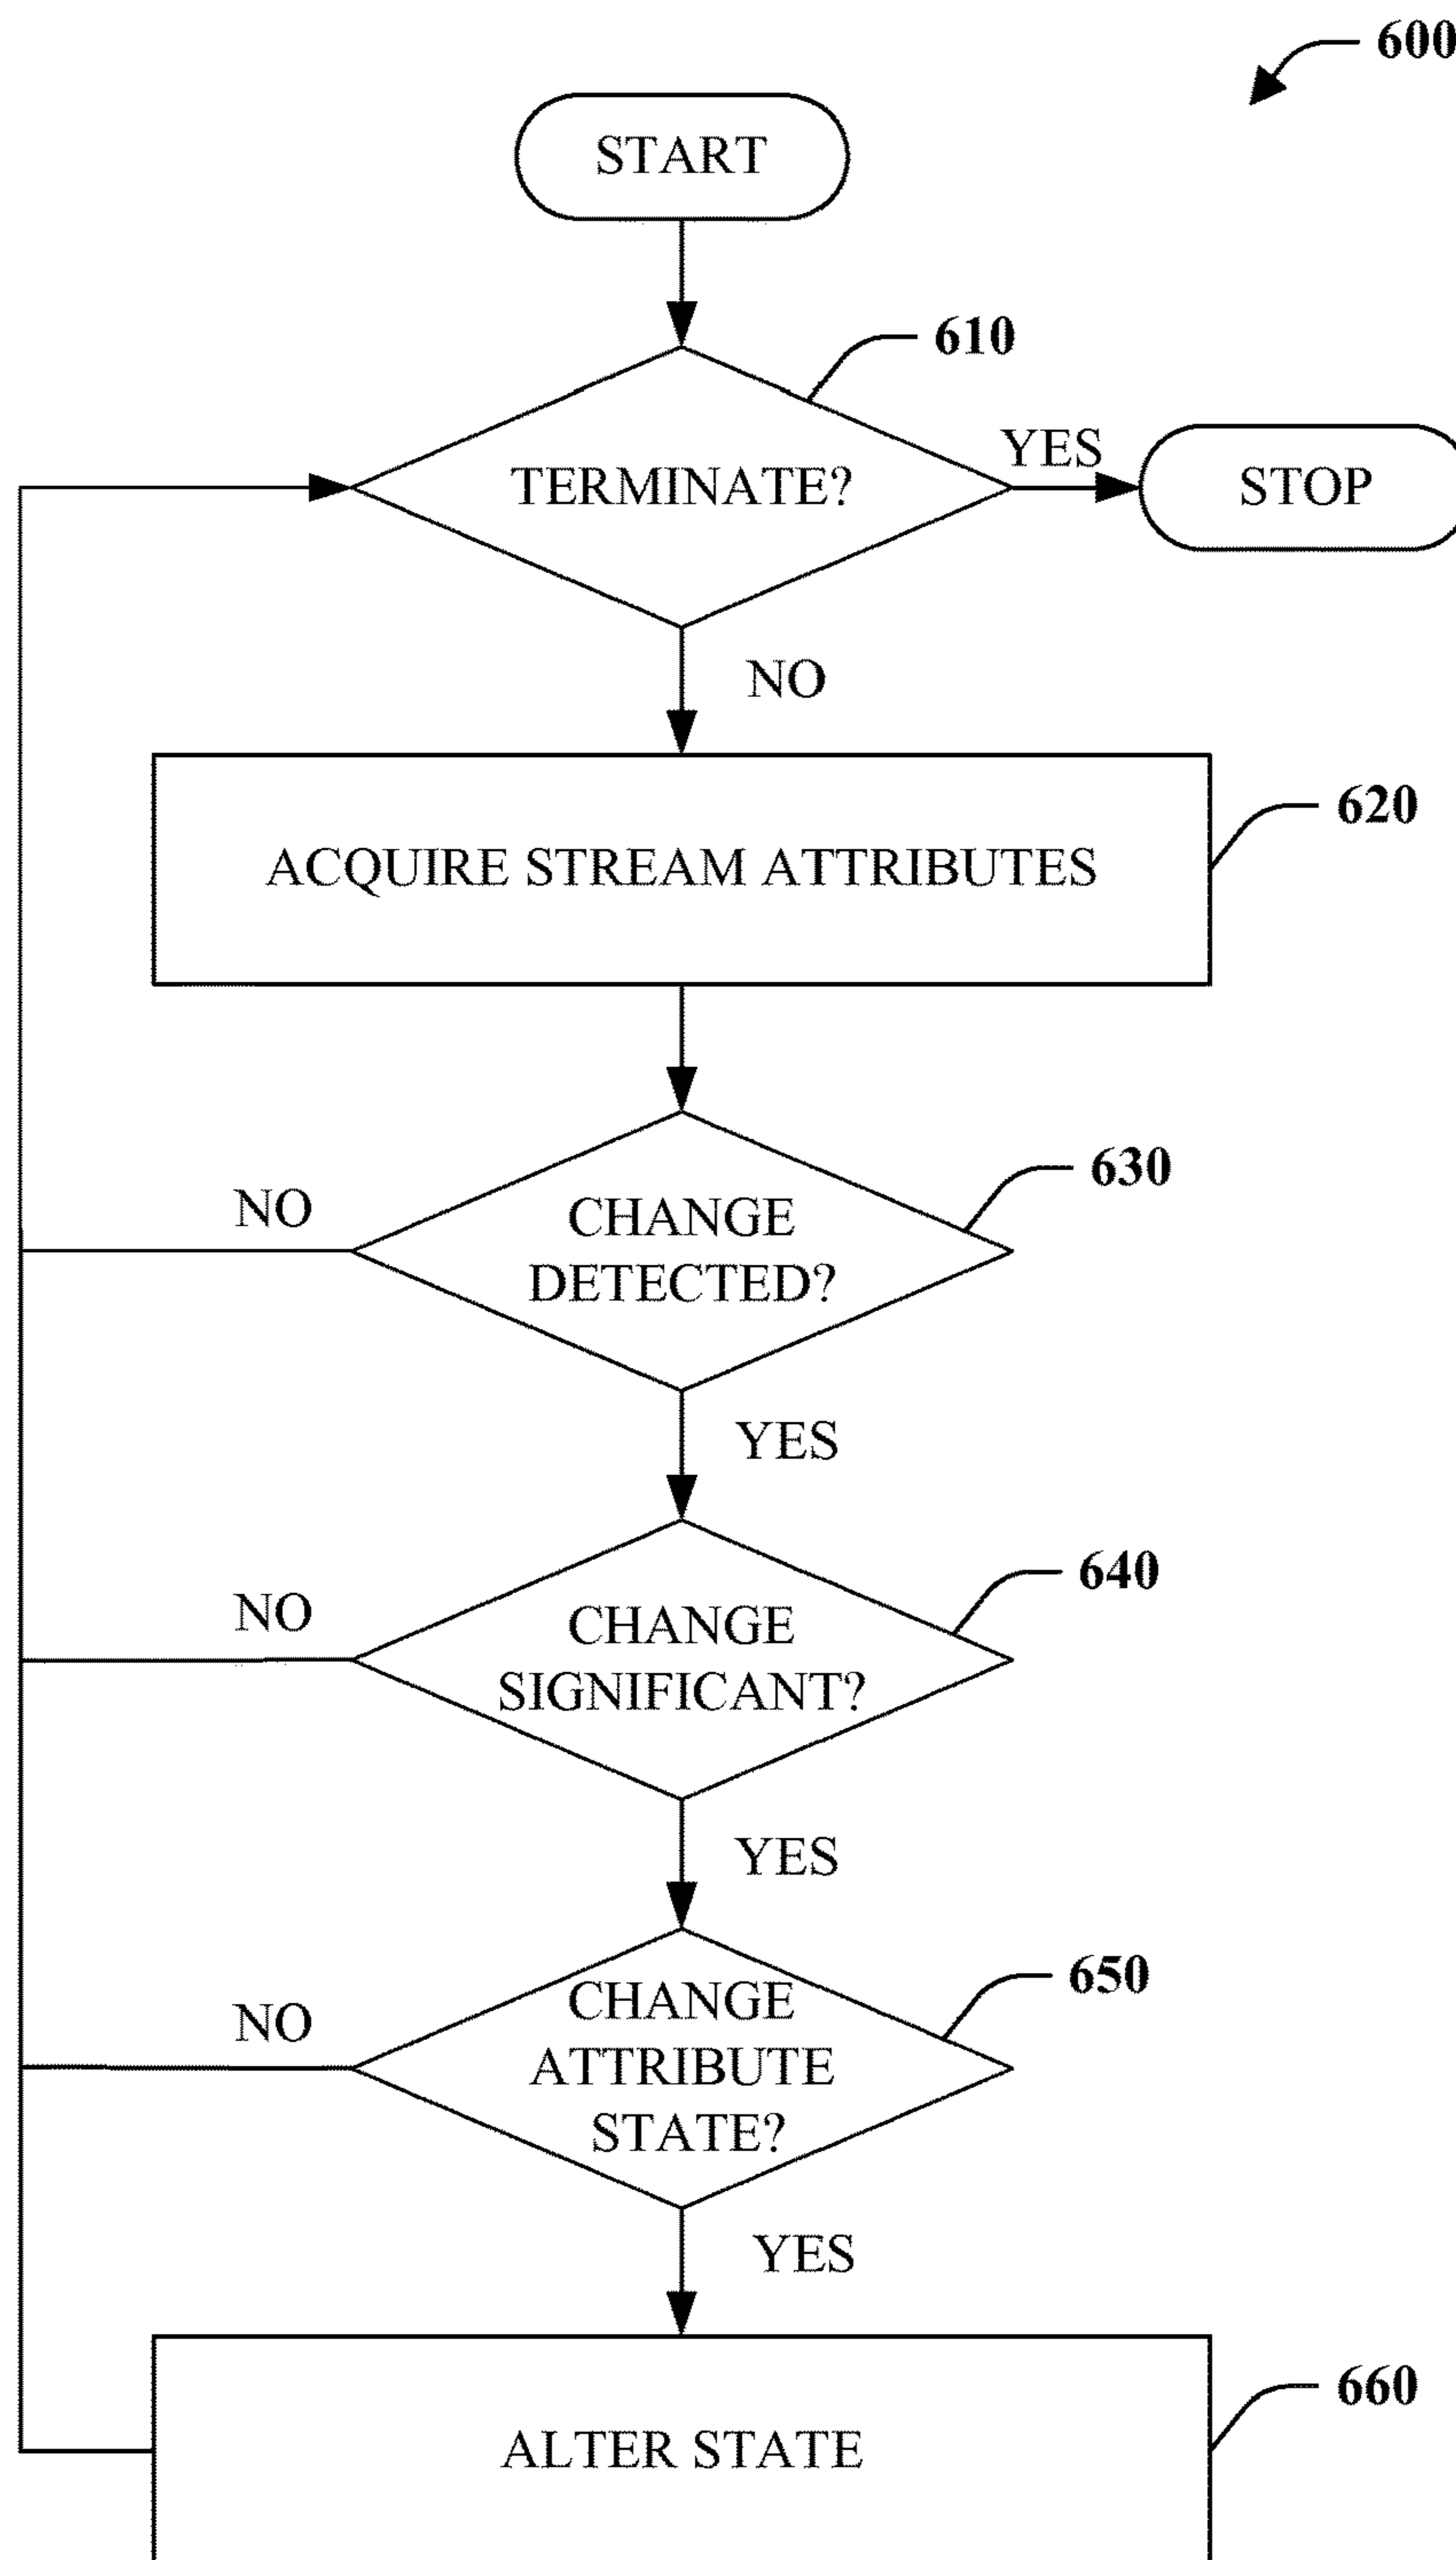 600
START
610
TERMINATE?
YES
STOP
NO
620
ACQUIRE STREAM ATTRIBUTES
630
NO
CHANGE
DETECTED?
YES
640
NO
CHANGE
SIGNIFICANT?
YES
650
NO
CHANGE
ATTRIBUTE
STATE?
YES
660
ALTER STATE